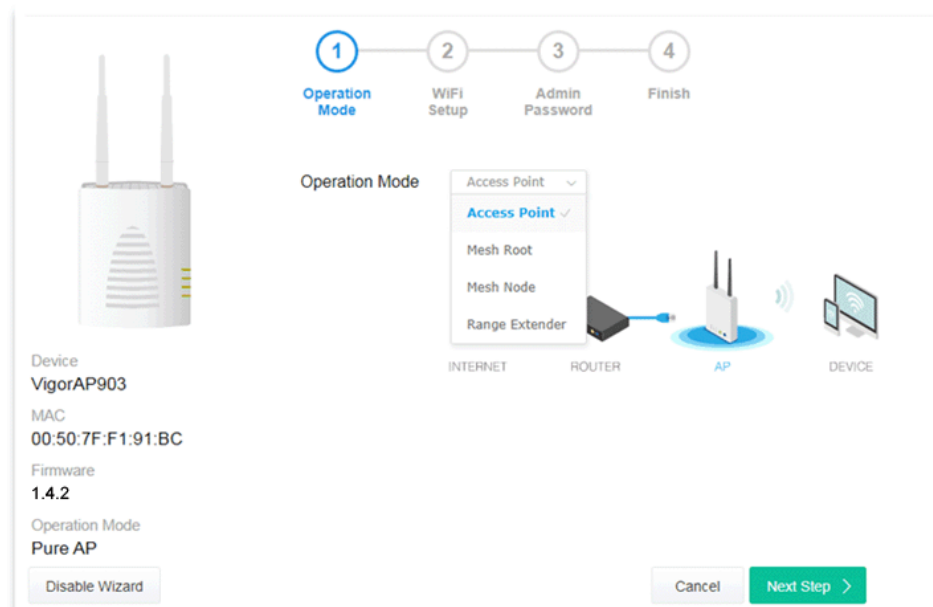 1
2
3
4
Operation
Mode
WiFi
Setup
Admin
Password
Finish
Operation Mode
Access Point
Access Point
Mesh Root
Mesh Node
Range Extender
INTERNET
ROUTER
AP
DEVICE
Device
VigorAP903
MAC
00:50:7F:F1:91:BC
Firmware
1.4.2
Operation Mode
Pure AP
Disable Wizard
Cancel
Next Step